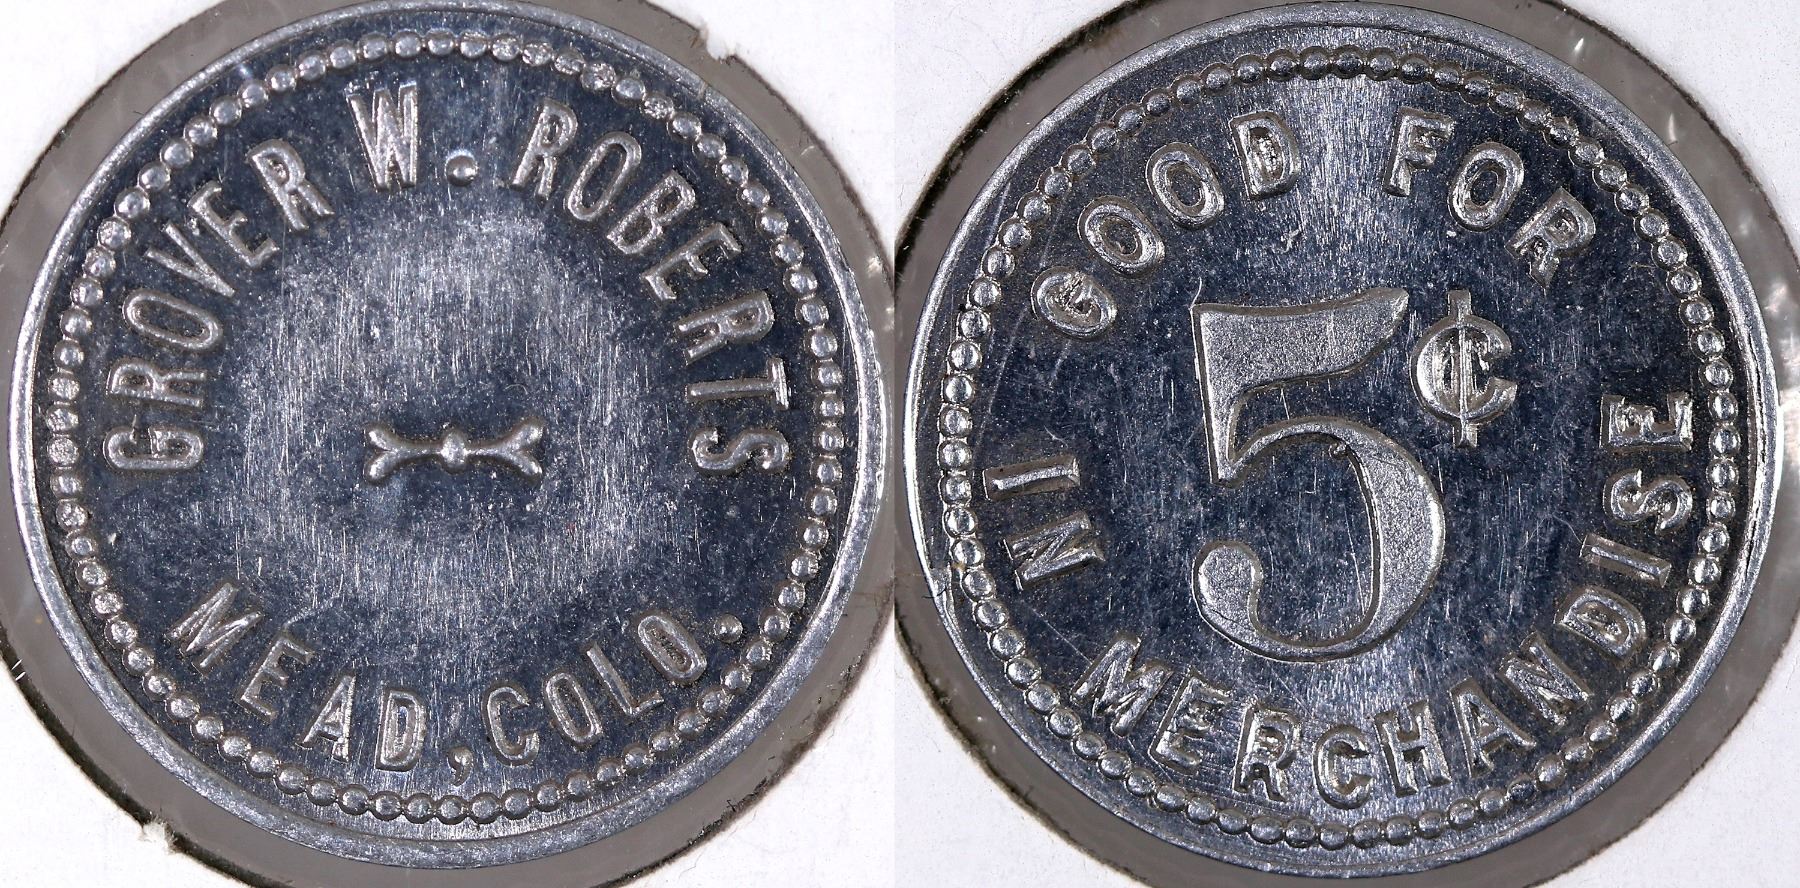 GROVER W. ROBERTS
MEAD, COLO.
GOOD FOR
5¢
IN MERCHANDISE